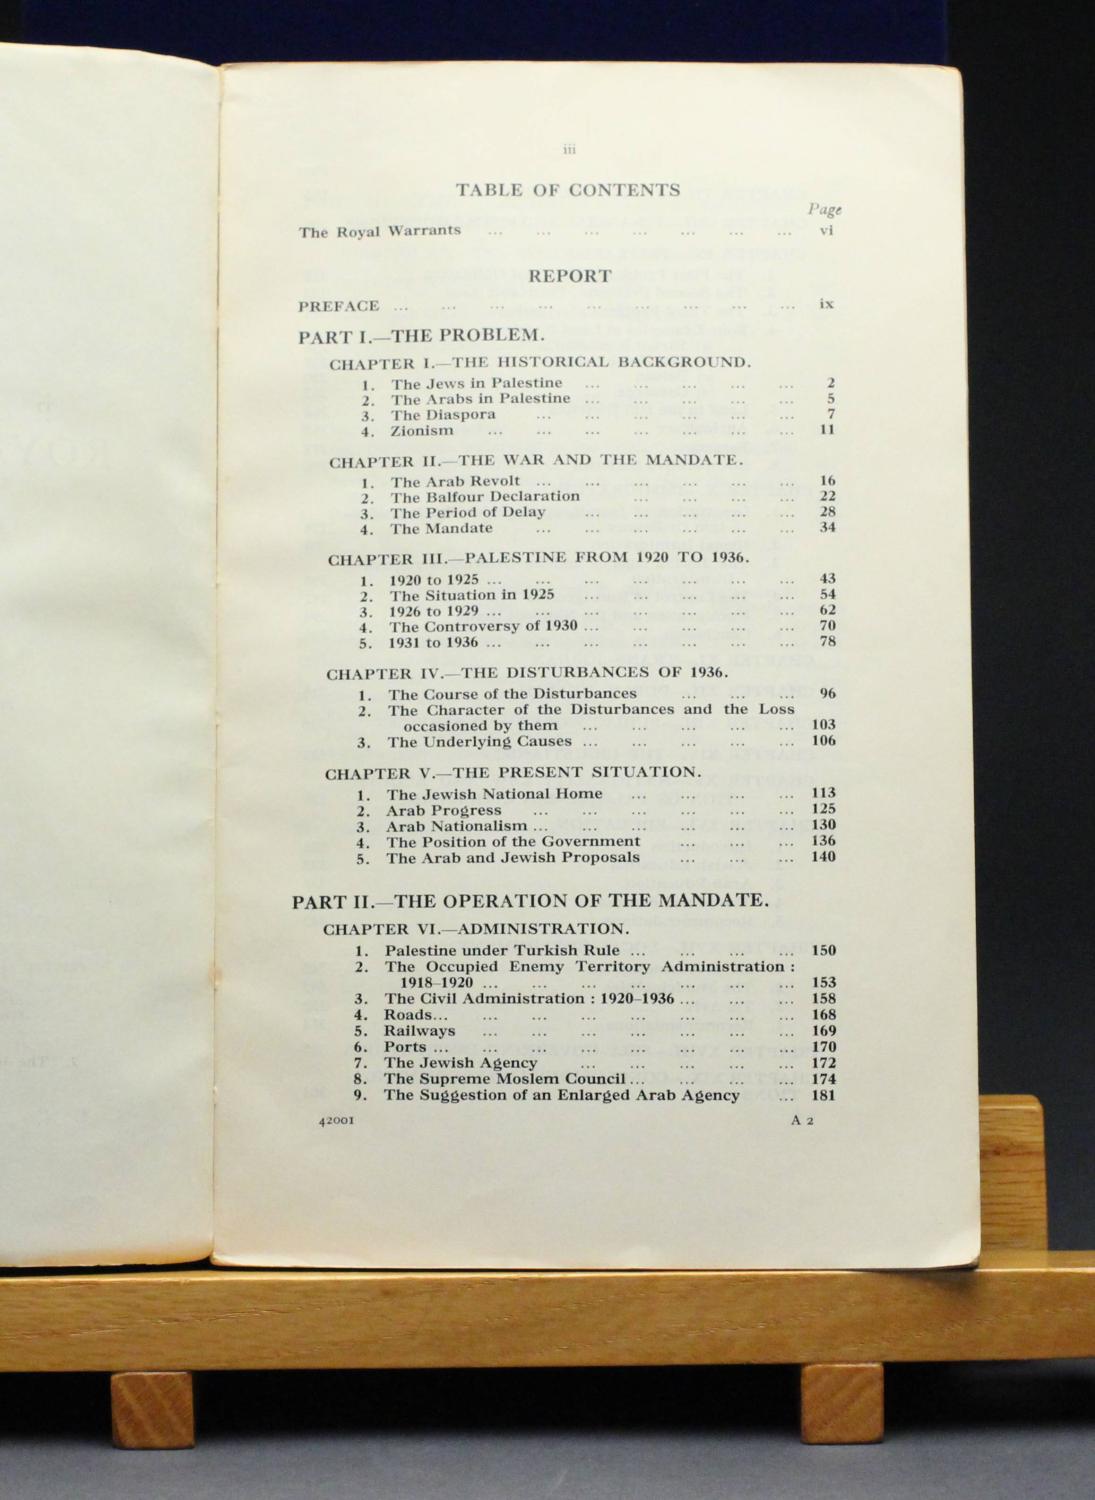 iii
TABLE OF CONTENTS
Page
The Royal Warrants ... ... ... ... ... ... ... vi
REPORT
PREFACE ... ... ... ... ... ... ... ... ... ix
PART I.—THE PROBLEM.
CHAPTER I.—THE HISTORICAL BACKGROUND.
1. The Jews in Palestine ... ... ... ... ... 2
2. The Arabs in Palestine ... ... ... ... ... 5
3. The Diaspora ... ... ... ... ... ... 7
4. Zionism ... ... ... ... ... ... ... 11
CHAPTER II.—THE WAR AND THE MANDATE.
1. The Arab Revolt ... ... ... ... ... ... 16
2. The Balfour Declaration ... ... ... ... 22
3. The Period of Delay ... ... ... ... ... 28
4. The Mandate ... ... ... ... ... ... 34
CHAPTER III.—PALESTINE FROM 1920 TO 1936.
1. 1920 to 1925 ... ... ... ... ... ... ... 43
2. The Situation in 1925 ... ... ... ... ... 54
3. 1926 to 1929 ... ... ... ... ... ... ... 62
4. The Controversy of 1930 ... ... ... ... ... 70
5. 1931 to 1936 ... ... ... ... ... ... ... 78
CHAPTER IV.—THE DISTURBANCES OF 1936.
1. The Course of the Disturbances ... ... ... 96
2. The Character of the Disturbances and the Loss
occasioned by them ... ... ... ... ... 103
3. The Underlying Causes ... ... ... ... ... 106
CHAPTER V.—THE PRESENT SITUATION.
1. The Jewish National Home ... ... ... ... 113
2. Arab Progress ... ... ... ... ... ... 125
3. Arab Nationalism ... ... ... ... ... ... 130
4. The Position of the Government ... ... ... 136
5. The Arab and Jewish Proposals ... ... ... 140
PART II.—THE OPERATION OF THE MANDATE.
CHAPTER VI.—ADMINISTRATION.
1. Palestine under Turkish Rule ... ... ... ... 150
2. The Occupied Enemy Territory Administration :
1918–1920 ... ... ... ... ... ... ... 153
3. The Civil Administration : 1920–1936 ... ... ... 158
4. Roads... ... ... ... ... ... ... ... 168
5. Railways ... ... ... ... ... ... ... 169
6. Ports ... ... ... ... ... ... ... ... 170
7. The Jewish Agency ... ... ... ... ... 172
8. The Supreme Moslem Council ... ... ... ... 174
9. The Suggestion of an Enlarged Arab Agency ... 181
42001 A 2